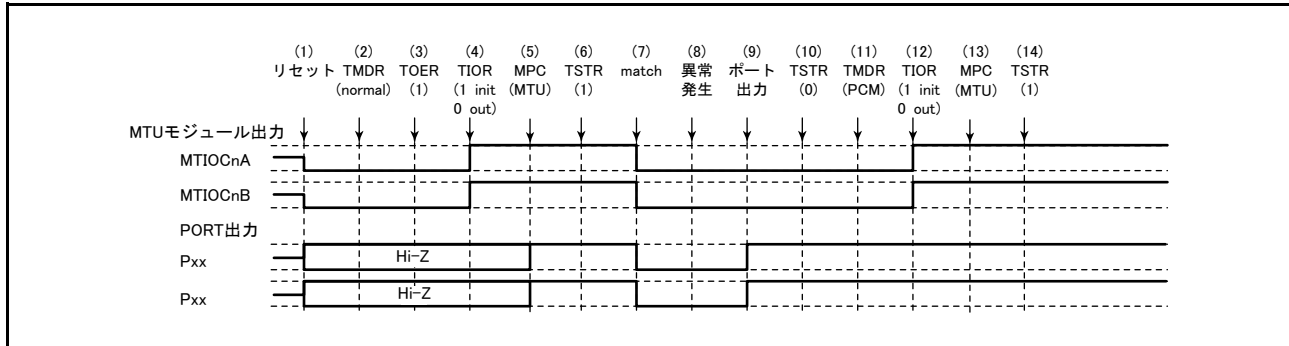 (1) (2) (3) (4) (5) (6) (7) (8) (9) (10) (11) (12) (13) (14)
リセット TMDR TOER TIOR MPC TSTR match 異常 ポート TSTR TMDR TIOR MPC TSTR
(normal) (1) (1 init (MTU) (1) 発生 出力 (0) (PCM) (1 init (MTU) (1)
0 out) 0 out)
MTUモジュール出力
MTIOCnA
MTIOCnB
PORT出力
Pxx Hi-Z
Pxx Hi-Z